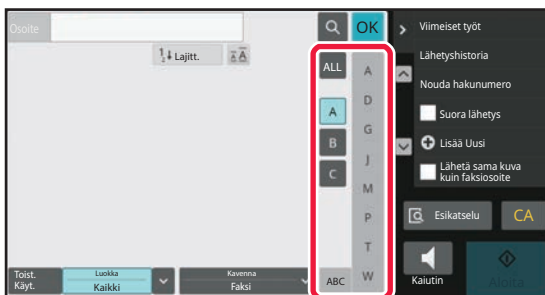 Osoite
OK
Lajitt.
ALL
A
B
C
ABC
A
D
G
J
M
P
T
W
Toist.
Käyt.
Luokka
Kaikki
Kavenna
Faksi
Viimeiset työt
Lähetyshistoria
Nouda hakunumero
Suora lähetys
Lisää Uusi
Lähetä sama kuva
kuin faksiosoite
Esikatselu
CA
Kaiutin
Aloita